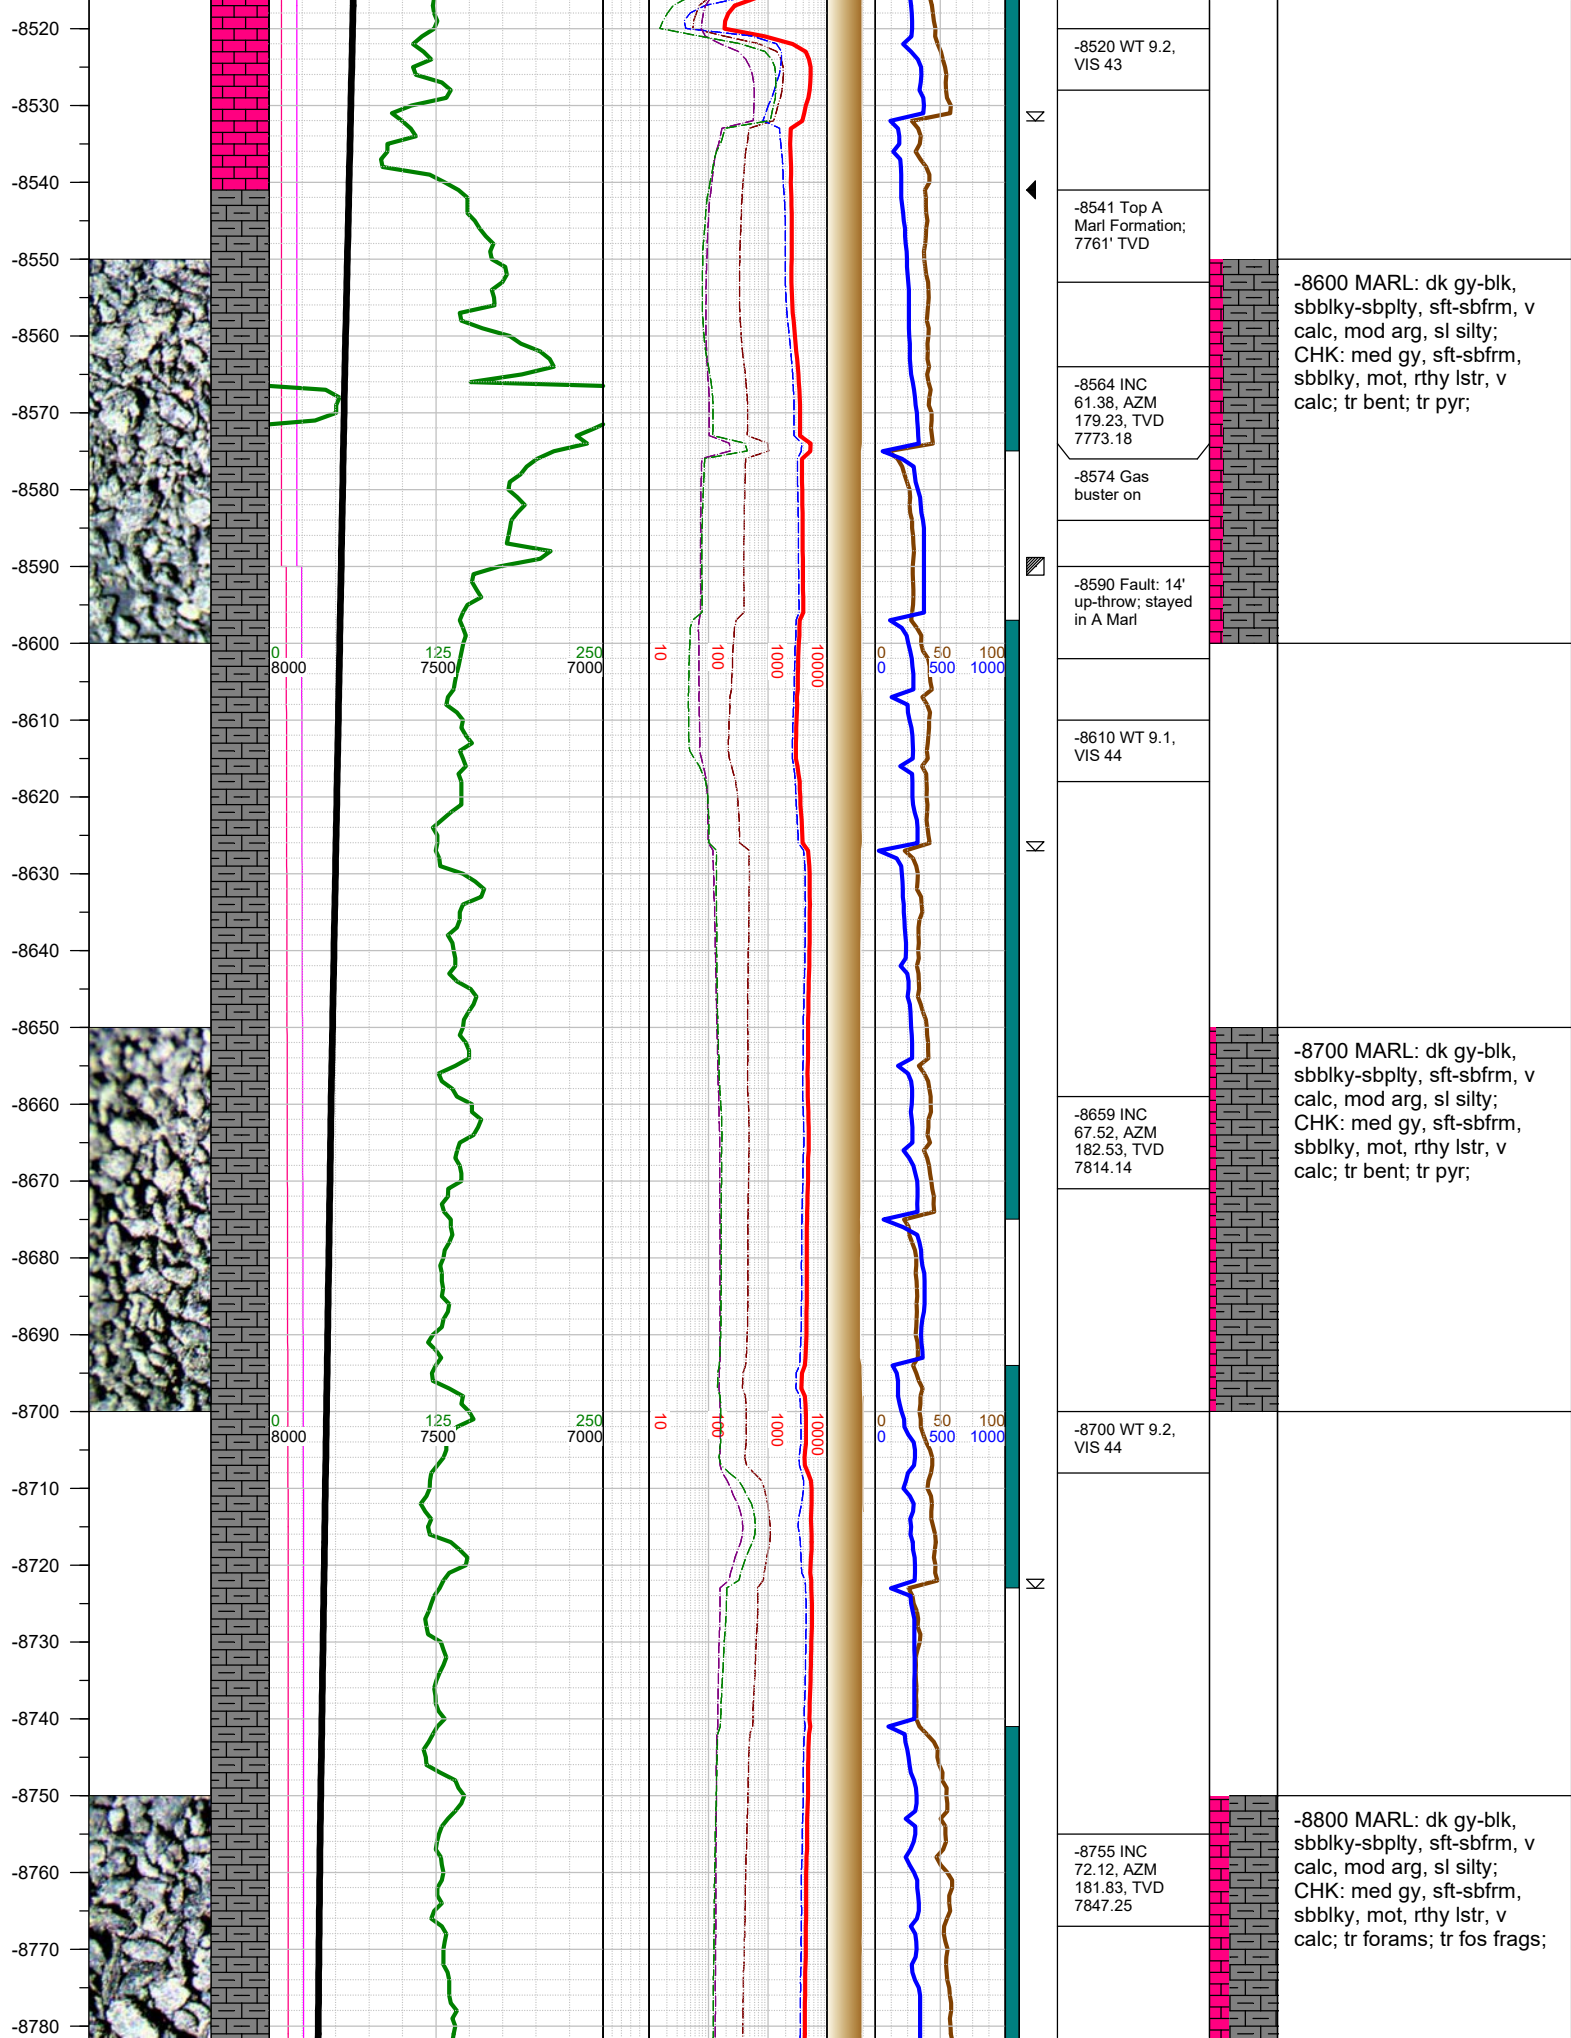 -8520
-8530
-8540
-8550
-8560
-8570
-8580
-8590
-8600
-8610
-8620
-8630
-8640
-8650
-8660
-8670
-8680
-8690
-8700
-8710
-8720
-8730
-8740
-8750
-8760
-8770
-8780
0 125 250
8000 7500 7000
10 100 1000 10000
0 50 100
0 500 1000
0 125 250
8000 7500 7000
10 100 1000 10000
0 50 100
0 500 1000
-8520 WT 9.2,
VIS 43
-8541 Top A
Marl Formation;
7761' TVD
-8564 INC
61.38, AZM
179.23, TVD
7773.18
-8574 Gas
buster on
-8590 Fault: 14'
up-throw; stayed
in A Marl
-8610 WT 9.1,
VIS 44
-8659 INC
67.52, AZM
182.53, TVD
7814.14
-8700 WT 9.2,
VIS 44
-8755 INC
72.12, AZM
181.83, TVD
7847.25
-8600 MARL: dk gy-blk,
sbblky-sbplty, sft-sbfrm, v
calc, mod arg, sl silty;
CHK: med gy, sft-sbfrm,
sbblky, mot, rthy lstr, v
calc; tr bent; tr pyr;
-8700 MARL: dk gy-blk,
sbblky-sbplty, sft-sbfrm, v
calc, mod arg, sl silty;
CHK: med gy, sft-sbfrm,
sbblky, mot, rthy lstr, v
calc; tr bent; tr pyr;
-8800 MARL: dk gy-blk,
sbblky-sbplty, sft-sbfrm, v
calc, mod arg, sl silty;
CHK: med gy, sft-sbfrm,
sbblky, mot, rthy lstr, v
calc; tr forams; tr fos frags;